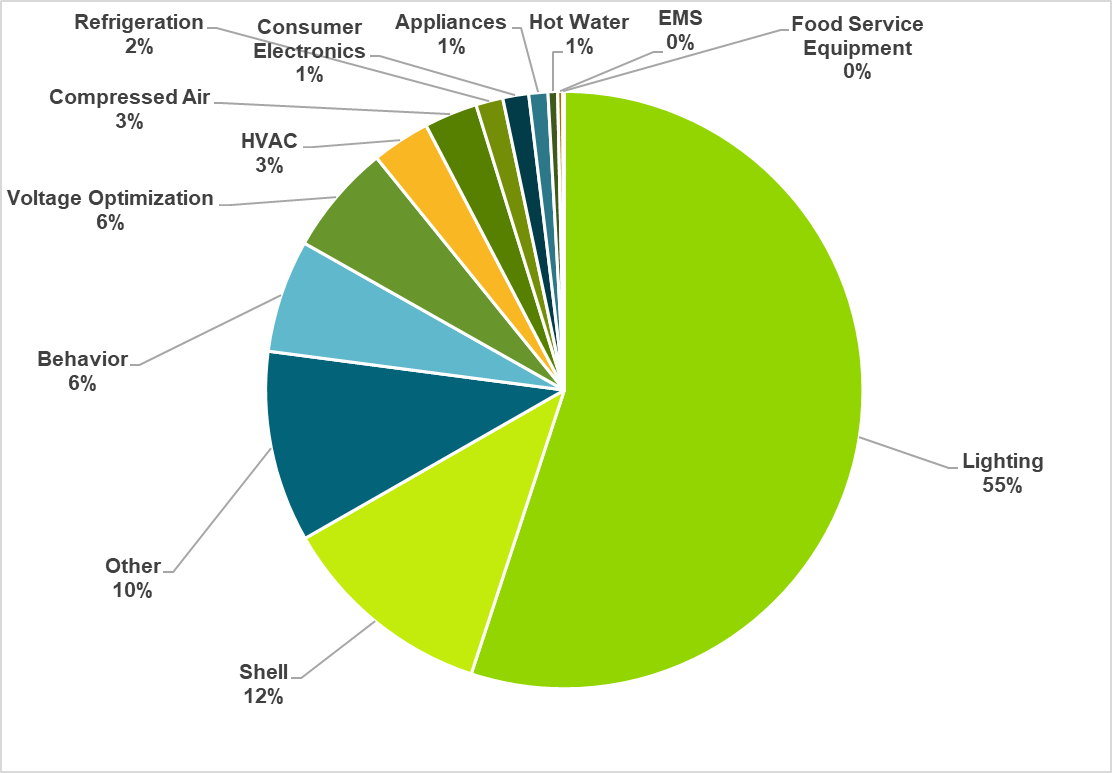 Refrigeration
2%
Consumer
Electronics
1%
Appliances
1%
Hot Water
1%
EMS
0%
Food Service
Equipment
0%
Compressed Air
3%
HVAC
3%
Voltage Optimization
6%
Behavior
6%
Lighting
55%
Other
10%
Shell
12%